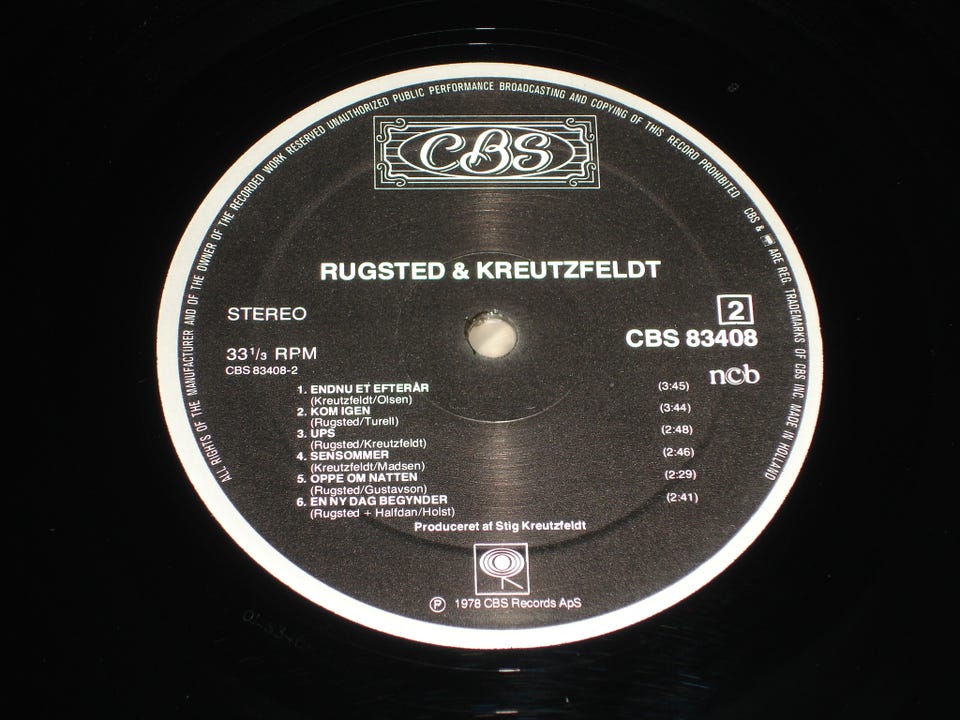 ALL RIGHTS OF THE MANUFACTURER AND OF THE OWNER OF THE RECORDED WORK RESERVED UNAUTHORIZED PUBLIC PERFORMANCE BROADCASTING AND COPYING OF THIS RECORD PROHIBITED
CBS & ARE REG. TRADEMARKS OF CBS INC. MADE IN HOLLAND
CBS
RUGSTED & KREUTZFELDT
STEREO
2
CBS 83408
33 1/3 RPM
CBS 83408-2
ncb
1. ENDNU ET EFTERÅR (3:45)
(Kreutzfeldt/Olsen)
2. KOM IGEN (3:44)
(Rugsted/Turell)
3. UPS (2:48)
(Rugsted/Kreutzfeldt)
4. SENSOMMER (2:46)
(Kreutzfeldt/Madsen)
5. OPPE OM NATTEN (2:29)
(Rugsted/Gustavson)
6. EN NY DAG BEGYNDER (2:41)
(Rugsted + Halfdan/Holst)
Produceret af Stig Kreutzfeldt
℗ 1978 CBS Records ApS